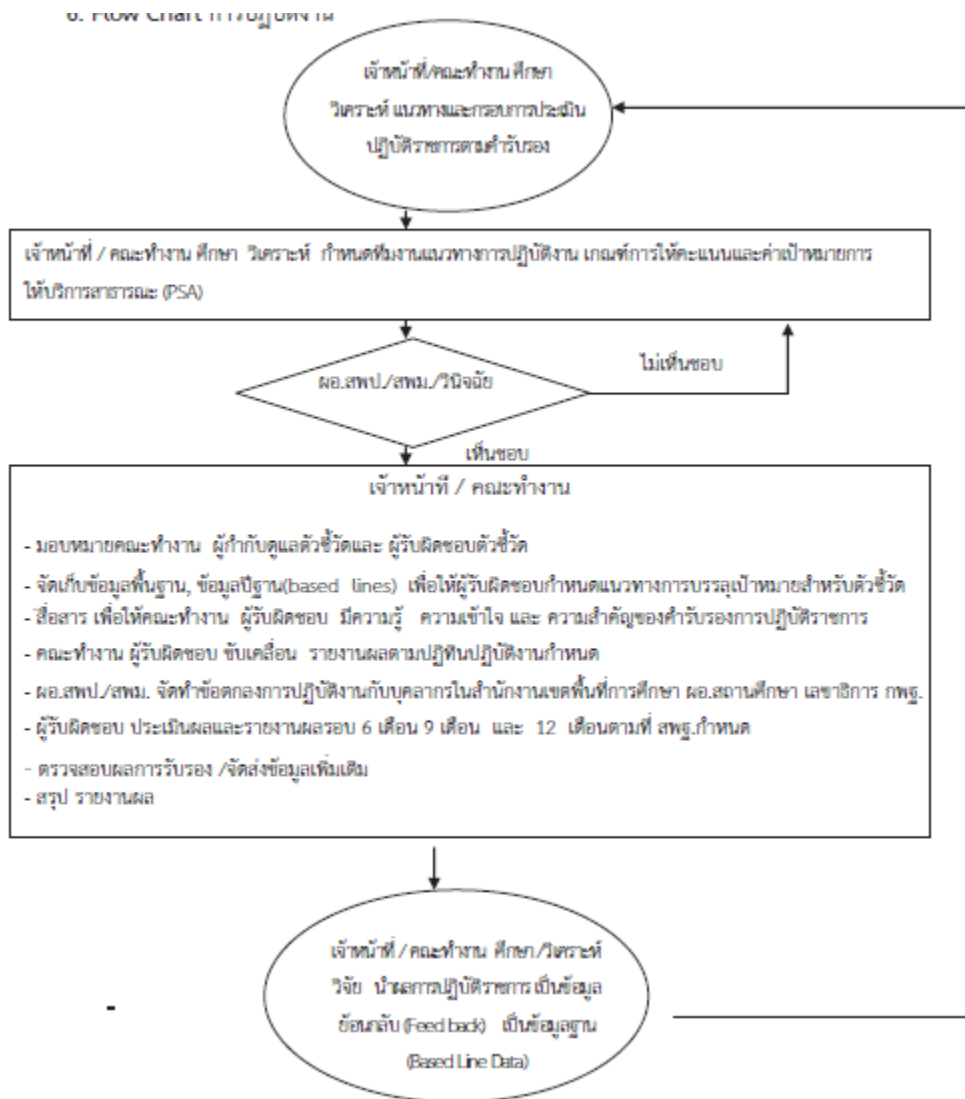 6. Flow Chart การปฏิบัติงาน
เจ้าหน้าที่/คณะทำงาน ศึกษา
วิเคราะห์ แนวทางและกรอบการประเมิน
ปฏิบัติราชการตามคำรับรอง
เจ้าหน้าที่ / คณะทำงาน ศึกษา วิเคราะห์ กำหนดทีมงานแนวทางการปฏิบัติงาน เกณฑ์การให้คะแนนและค่าเป้าหมายการ
ให้บริการสาธารณะ (PSA)
ผอ.สพป./สพม./วินิจฉัย
ไม่เห็นชอบ
เห็นชอบ
เจ้าหน้าที / คณะทำงาน
- มอบหมายคณะทำงาน ผู้กำกับดูแลตัวชี้วัดและ ผู้รับผิดชอบตัวชี้วัด
- จัดเก็บข้อมูลพื้นฐาน, ข้อมูลปีฐาน(based lines) เพื่อให้ผู้รับผิดชอบกำหนดแนวทางการบรรลุเป้าหมายสำหรับตัวชี้วัด
- สื่อสาร เพื่อให้คณะทำงาน ผู้รับผิดชอบ มีความรู้ ความเข้าใจ และ ความสำคัญของคำรับรองการปฏิบัติราชการ
- คณะทำงาน ผู้รับผิดชอบ ขับเคลื่อน รายงานผลตามปฏิทินปฏิบัติงานกำหนด
- ผอ.สพป./สพม. จัดทำข้อตกลงการปฏิบัติงานกับบุคลากรในสำนักงานเขตพื้นที่การศึกษา ผอ.สถานศึกษา เลขาธิการ กพฐ.
- ผู้รับผิดชอบ ประเมินผลและรายงานผลรอบ 6 เดือน 9 เดือน และ 12 เดือนตามที่ สพฐ.กำหนด
- ตรวจสอบผลการรับรอง /จัดส่งข้อมูลเพิ่มเติม
- สรุป รายงานผล
เจ้าหน้าที่ / คณะทำงาน ศึกษา /วิเคราะห์
วิจัย นำผลการปฏิบัติราชการ เป็นข้อมูล
ย้อนกลับ (Feed back) เป็นข้อมูลฐาน
(Based Line Data)
-